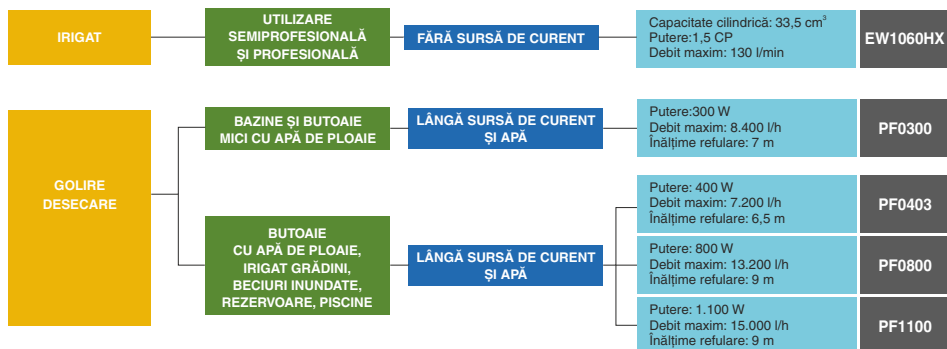 IRIGAT
UTILIZARE
SEMIPROFESIONALĂ
ȘI PROFESIONALĂ
FĂRĂ SURSĂ DE CURENT
Capacitate cilindrică: 33,5 cm³
Putere:1,5 CP
Debit maxim: 130 l/min
EW1060HX
GOLIRE
DESECARE
BAZINE ȘI BUTOAIE
MICI CU APĂ DE PLOAIE
LÂNGĂ SURSĂ DE CURENT
ȘI APĂ
Putere:300 W
Debit maxim: 8.400 l/h
Înălțime refulare: 7 m
PF0300
BUTOAIE
CU APĂ DE PLOAIE,
IRIGAT GRĂDINI,
BECIURI INUNDATE,
REZERVOARE, PISCINE
LÂNGĂ SURSĂ DE CURENT
ȘI APĂ
Putere: 400 W
Debit maxim: 7.200 l/h
Înălțime refulare: 6,5 m
PF0403
Putere: 800 W
Debit maxim: 13.200 l/h
Înălțime refulare: 9 m
PF0800
Putere: 1.100 W
Debit maxim: 15.000 l/h
Înălțime refulare: 9 m
PF1100